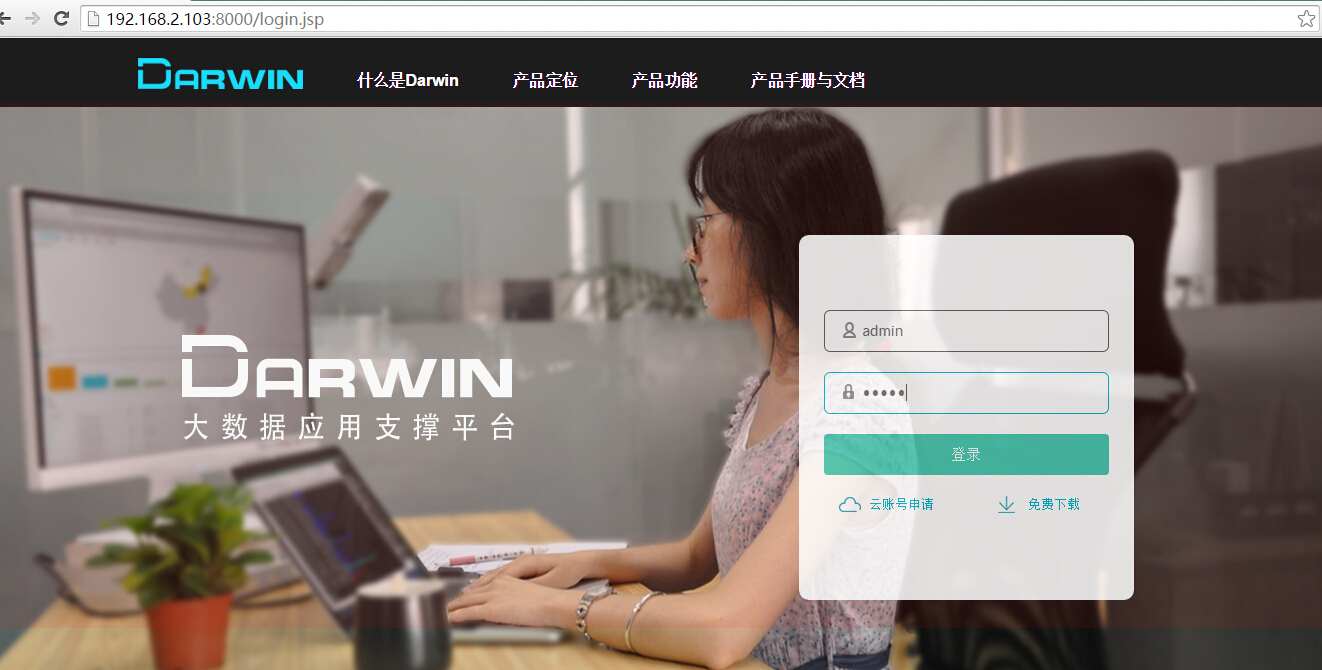 192.168.2.103:8000/login.jsp
DARWIN 什么是Darwin 产品定位 产品功能 产品手册与文档
admin
•••••
DARWIN
大数据应用支撑平台
登录
云账号申请 免费下载